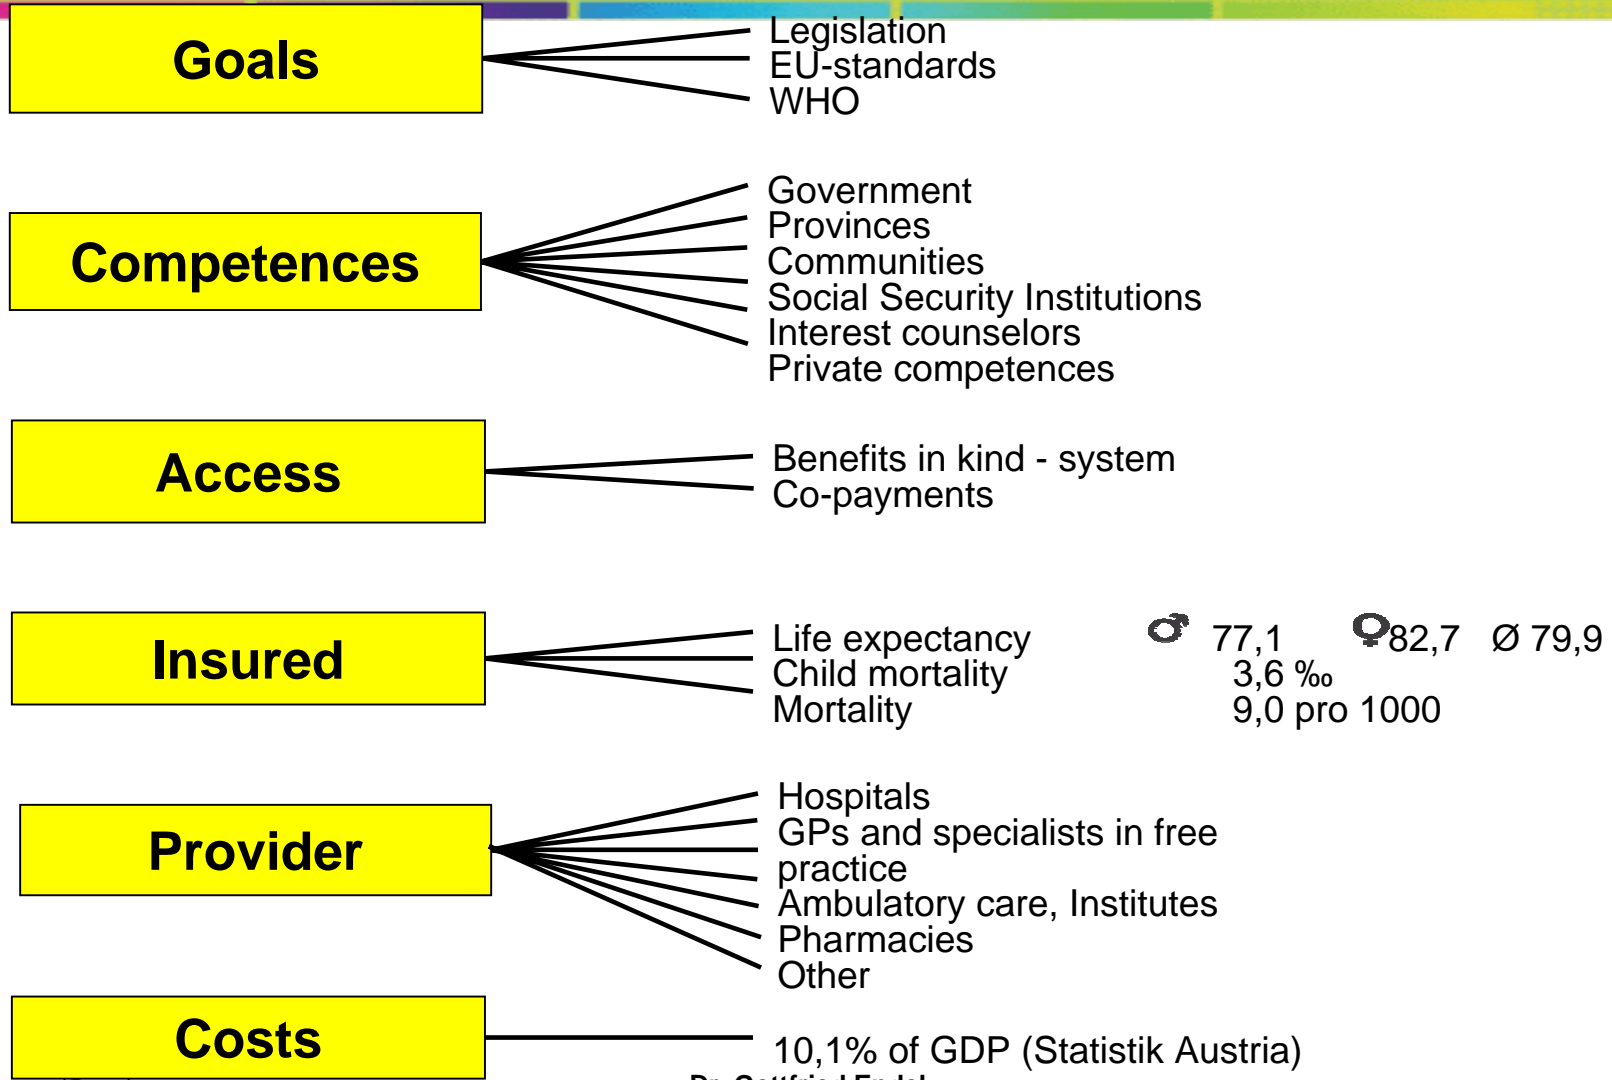 Goals
Legislation
EU-standards
WHO
Competences
Government
Provinces
Communities
Social Security Institutions
Interest counselors
Private competences
Access
Benefits in kind - system
Co-payments
Insured
Life expectancy ♂ 77,1 ♀ 82,7 Ø 79,9
Child mortality 3,6 ‰
Mortality 9,0 pro 1000
Provider
Hospitals
GPs and specialists in free
practice
Ambulatory care, Institutes
Pharmacies
Other
Costs
10,1% of GDP (Statistik Austria)
Dr. Gottfried Endel